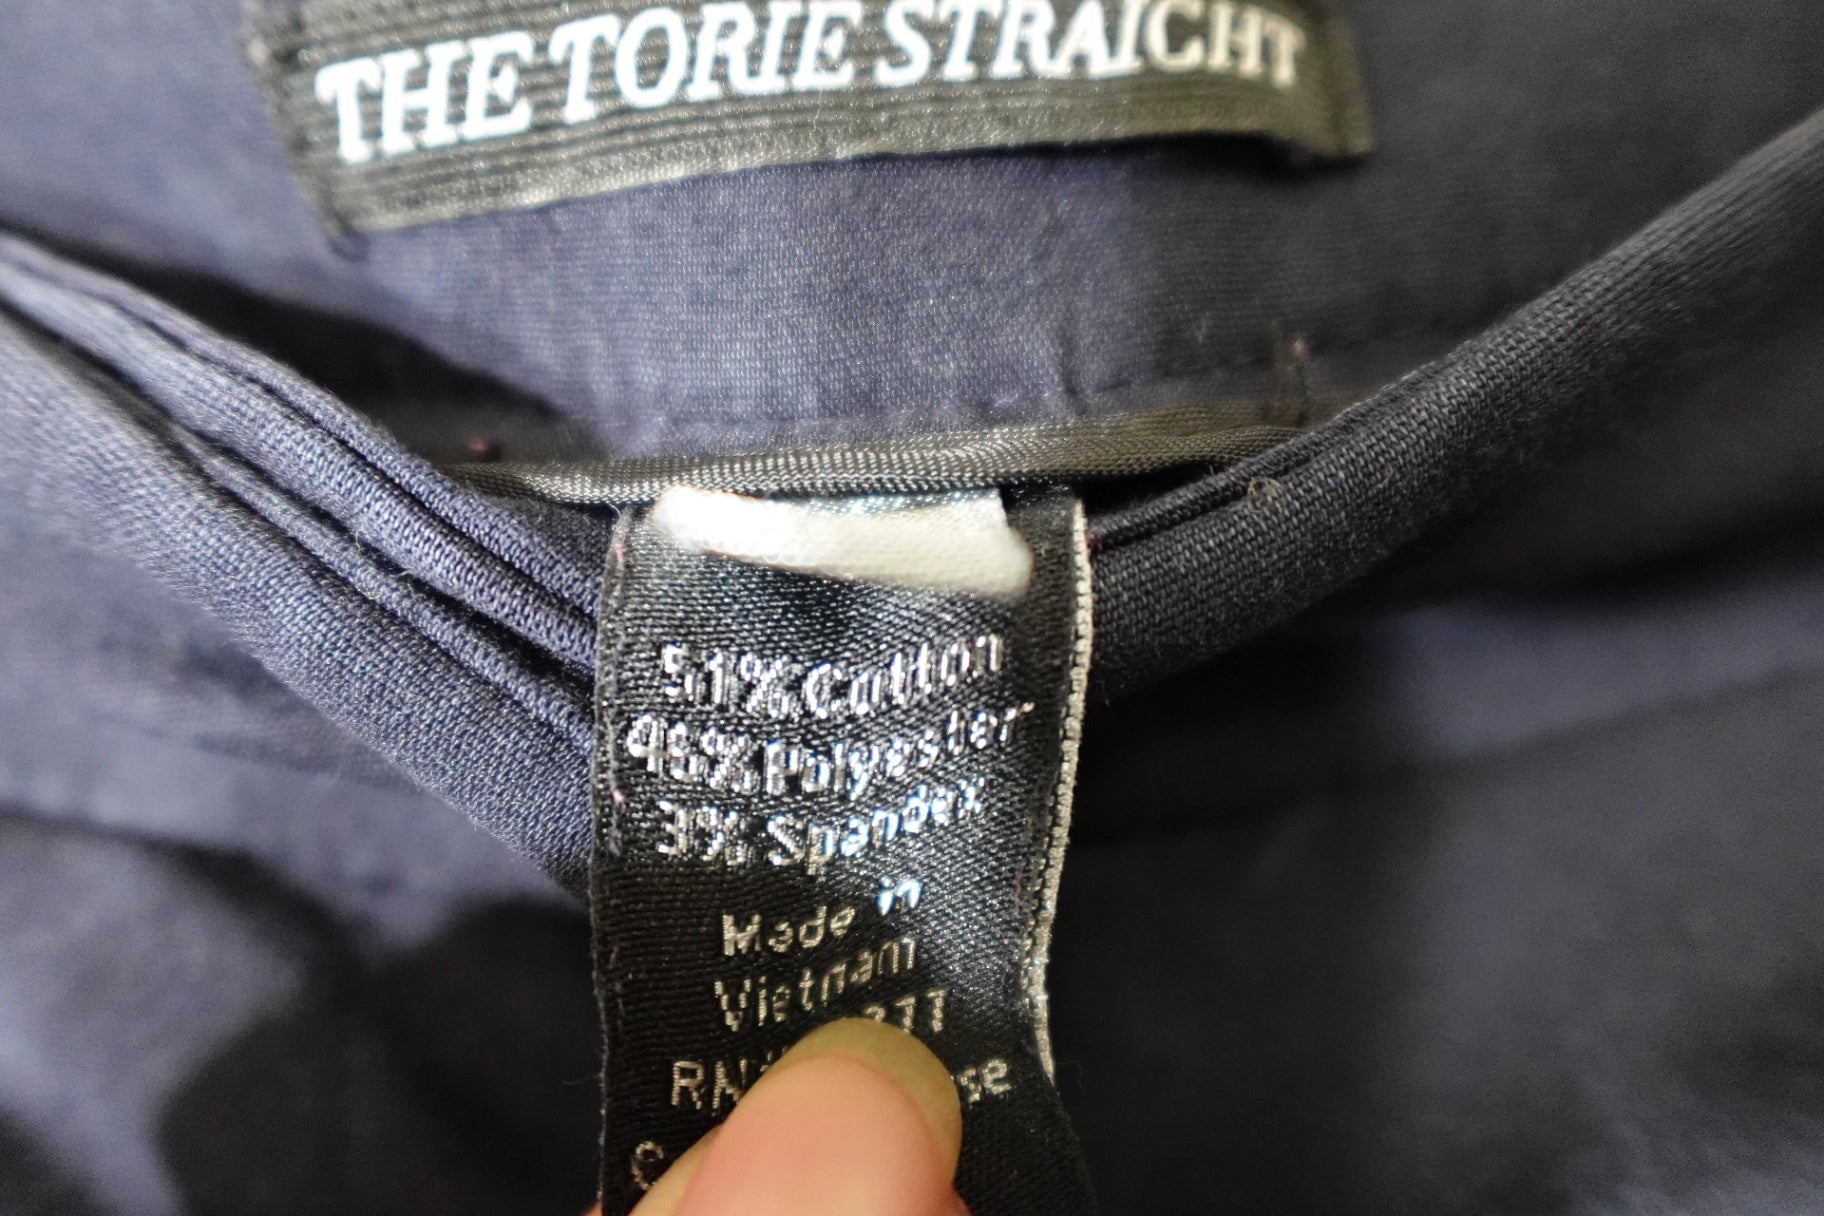 THE TORIE STRAIGHT
51% Cotton
46% Polyester
3% Spandex
Made in
Vietnam